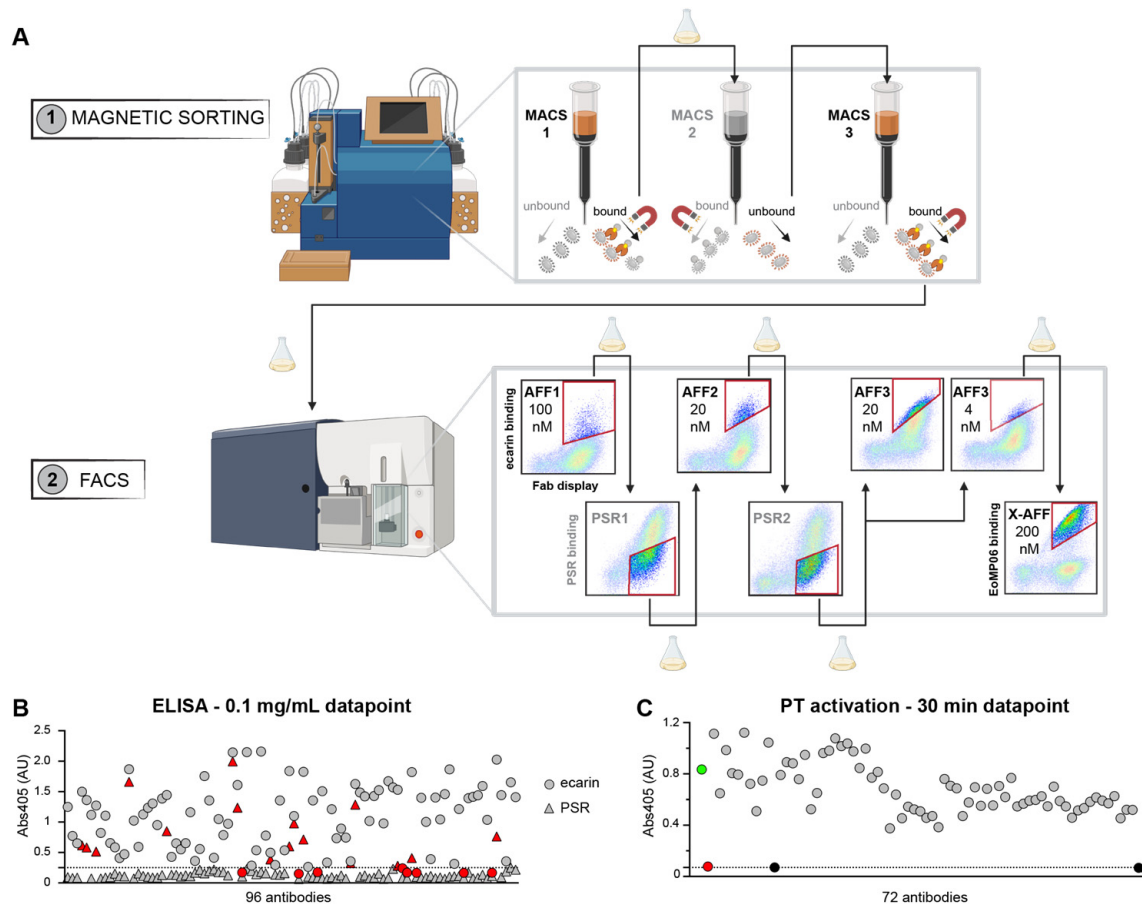 A
1 MAGNETIC SORTING
MACS
1
MACS
2
MACS
3
unbound
bound
bound
unbound
unbound
bound
2 FACS
ecarin binding
AFF1
100
nM
Fab display
AFF2
20
nM
AFF3
20
nM
AFF3
4
nM
PSR binding
PSR1
PSR2
EoMP06 binding
X-AFF
200
nM
B
ELISA - 0.1 mg/mL datapoint
Abs405 (AU)
2.5
2.0
1.5
1
0.5
0
96 antibodies
ecarin
PSR
C
PT activation - 30 min datapoint
Abs405 (AU)
1.2
0.8
0.4
0
72 antibodies